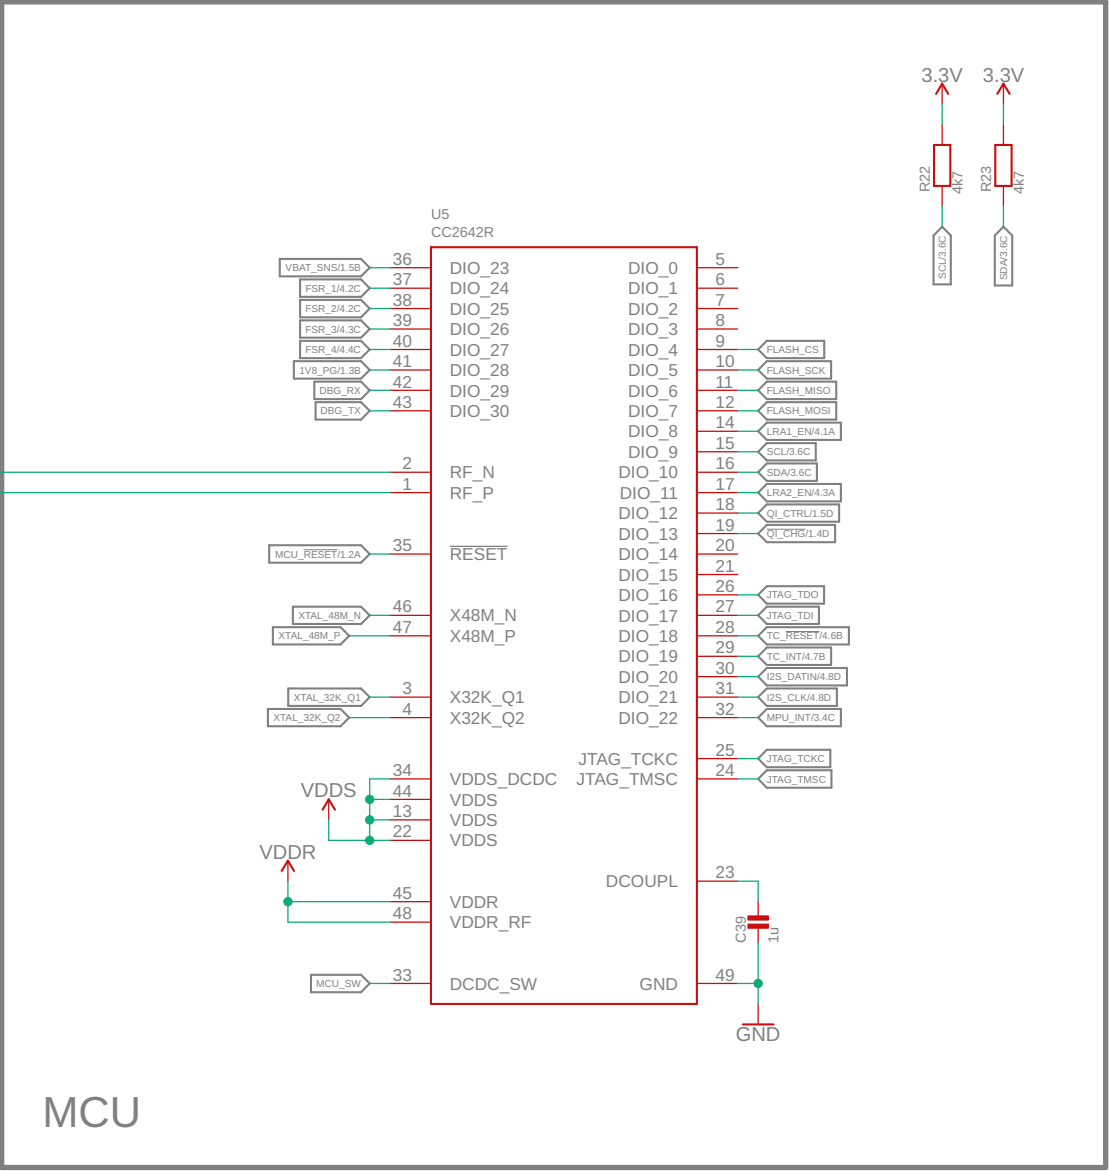 3.3V 3.3V
R22
4k7
R23
4k7
SCL/3.6C
SDA/3.6C
U5
CC2642R
VBAT_SNS/1.5B 36 DIO_23 DIO_0 5
FSR_1/4.2C 37 DIO_24 DIO_1 6
FSR_2/4.2C 38 DIO_25 DIO_2 7
FSR_3/4.3C 39 DIO_26 DIO_3 8
FSR_4/4.4C 40 DIO_27 DIO_4 9 FLASH_CS
1V8_PG/1.3B 41 DIO_28 DIO_5 10 FLASH_SCK
DBG_RX 42 DIO_29 DIO_6 11 FLASH_MISO
DBG_TX 43 DIO_30 DIO_7 12 FLASH_MOSI
DIO_8 14 LRA1_EN/4.1A
DIO_9 15 SCL/3.6C
2 RF_N DIO_10 16 SDA/3.6C
1 RF_P DIO_11 17 LRA2_EN/4.3A
DIO_12 18 QI_CTRL/1.5D
DIO_13 19 QI_CHG/1.4D
MCU_RESET/1.2A 35 RESET DIO_14 20
DIO_15 21
DIO_16 26 JTAG_TDO
XTAL_48M_N 46 X48M_N DIO_17 27 JTAG_TDI
XTAL_48M_P 47 X48M_P DIO_18 28 TC_RESET/4.6B
DIO_19 29 TC_INT/4.7B
DIO_20 30 I2S_DATIN/4.8D
XTAL_32K_Q1 3 X32K_Q1 DIO_21 31 I2S_CLK/4.8D
XTAL_32K_Q2 4 X32K_Q2 DIO_22 32 MPU_INT/3.4C
JTAG_TCKC 25 JTAG_TCKC
34 VDDS_DCDC JTAG_TMSC 24 JTAG_TMSC
VDDS
44 VDDS
13 VDDS
22 VDDS
VDDR
DCOUPL 23
45 VDDR
48 VDDR_RF
C39
1u
MCU_SW 33 DCDC_SW GND 49
GND
MCU